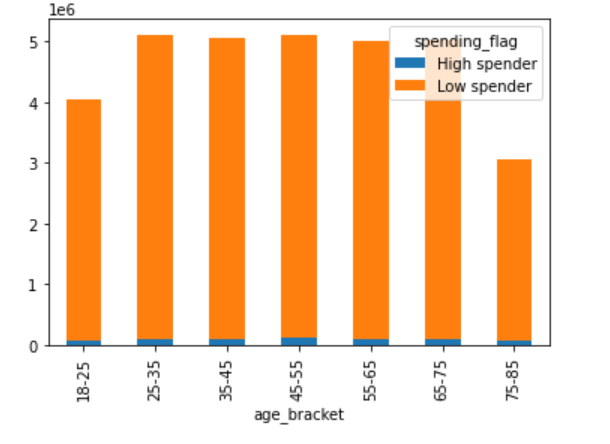 1e6
5
4
3
2
1
0
spending_flag
High spender
Low spender
18-25
25-35
35-45
45-55
55-65
65-75
75-85
age_bracket